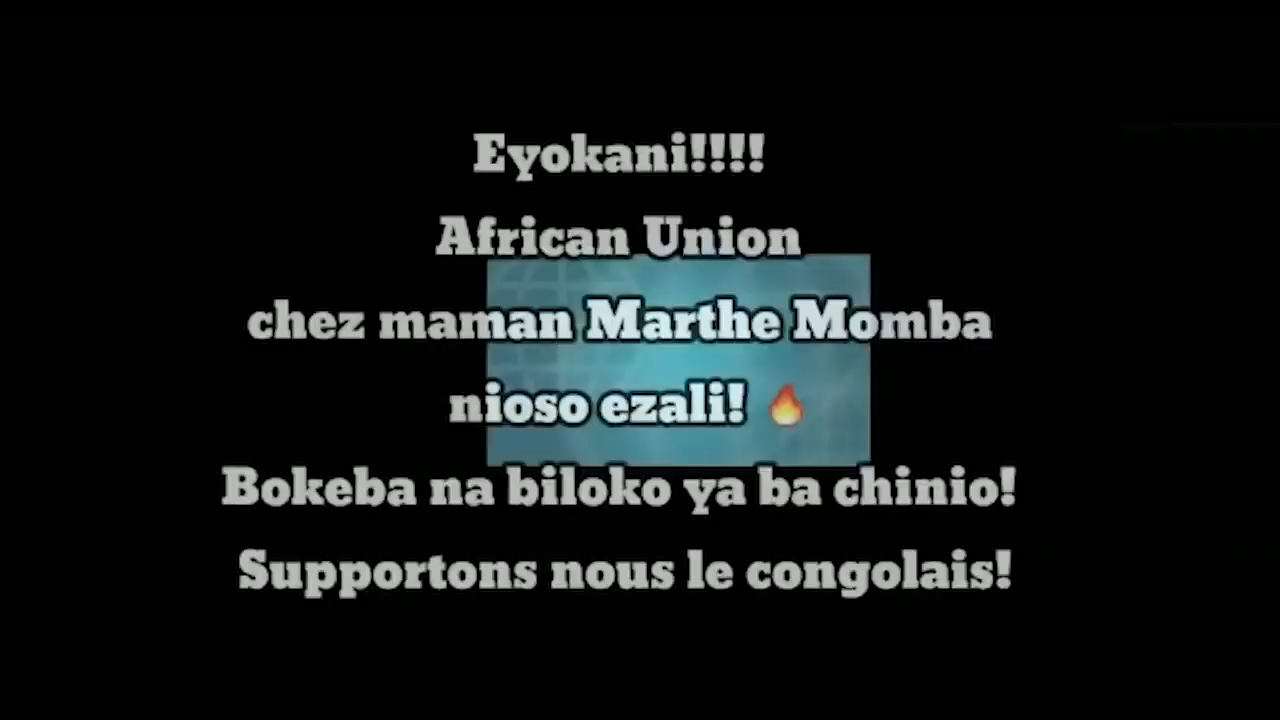 Eyokani!!!!
African Union
chez maman Marthe Momba
nioso ezali! 🔥
Bokeba na biloko ya ba chinio!
Supportons nous le congolais!